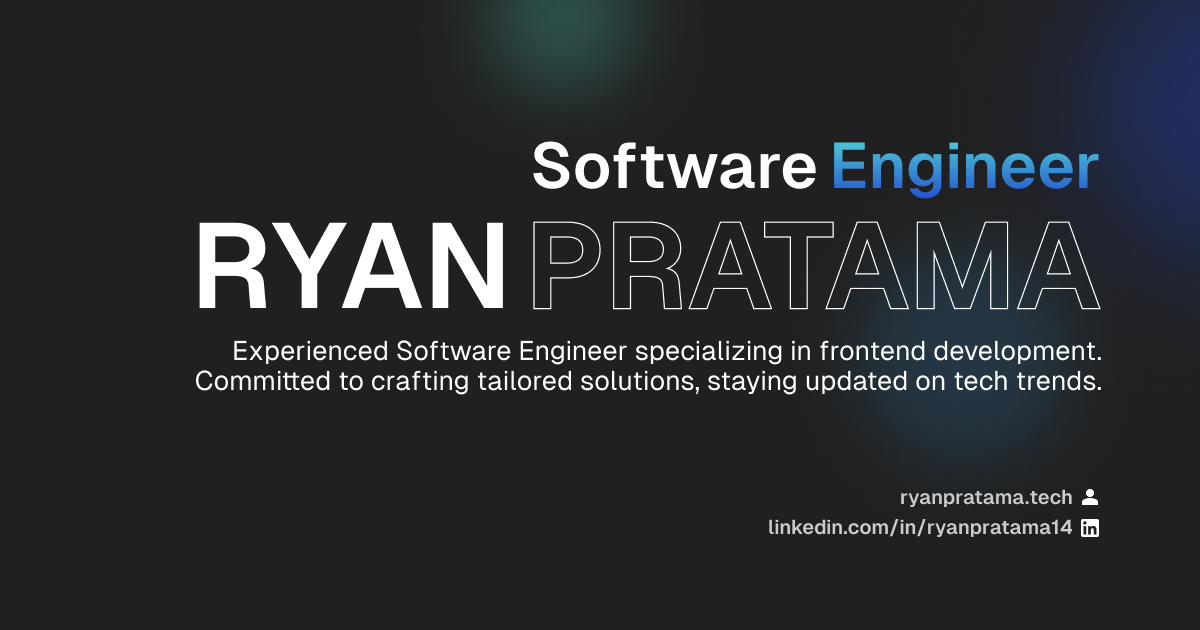 Software Engineer
RYAN PRATAMA
Experienced Software Engineer specializing in frontend development.
Committed to crafting tailored solutions, staying updated on tech trends.
ryanpratama.tech
linkedin.com/in/ryanpratama14